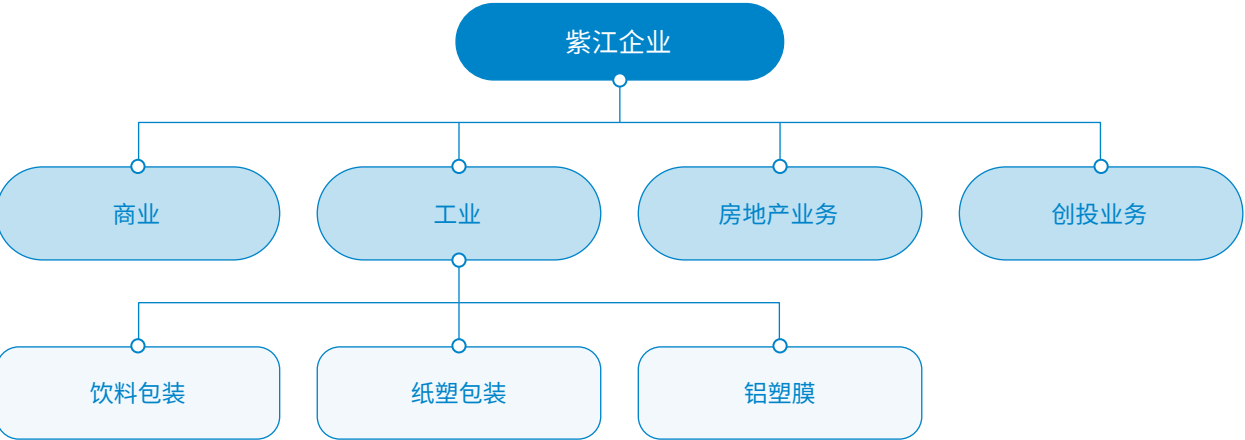 紫江企业
商业
工业
房地产业务
创投业务
饮料包装
纸塑包装
铝塑膜